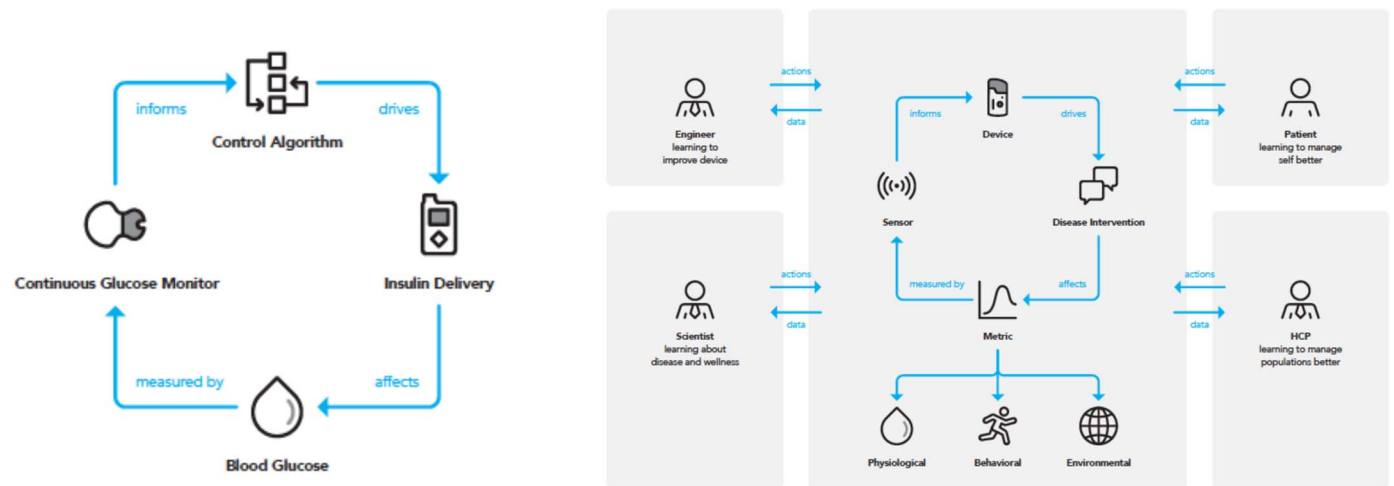 informs
Control Algorithm
drives
Continuous Glucose Monitor
Insulin Delivery
measured by
affects
Blood Glucose
Engineer
learning to
improve device
actions
data
Scientist
learning about
disease and wellness
actions
data
informs
Device
drives
Sensor
Disease Intervention
measured by
affects
Metric
Physiological
Behavioral
Environmental
actions
data
Patient
learning to manage
self better
actions
data
HCP
learning to manage
populations better